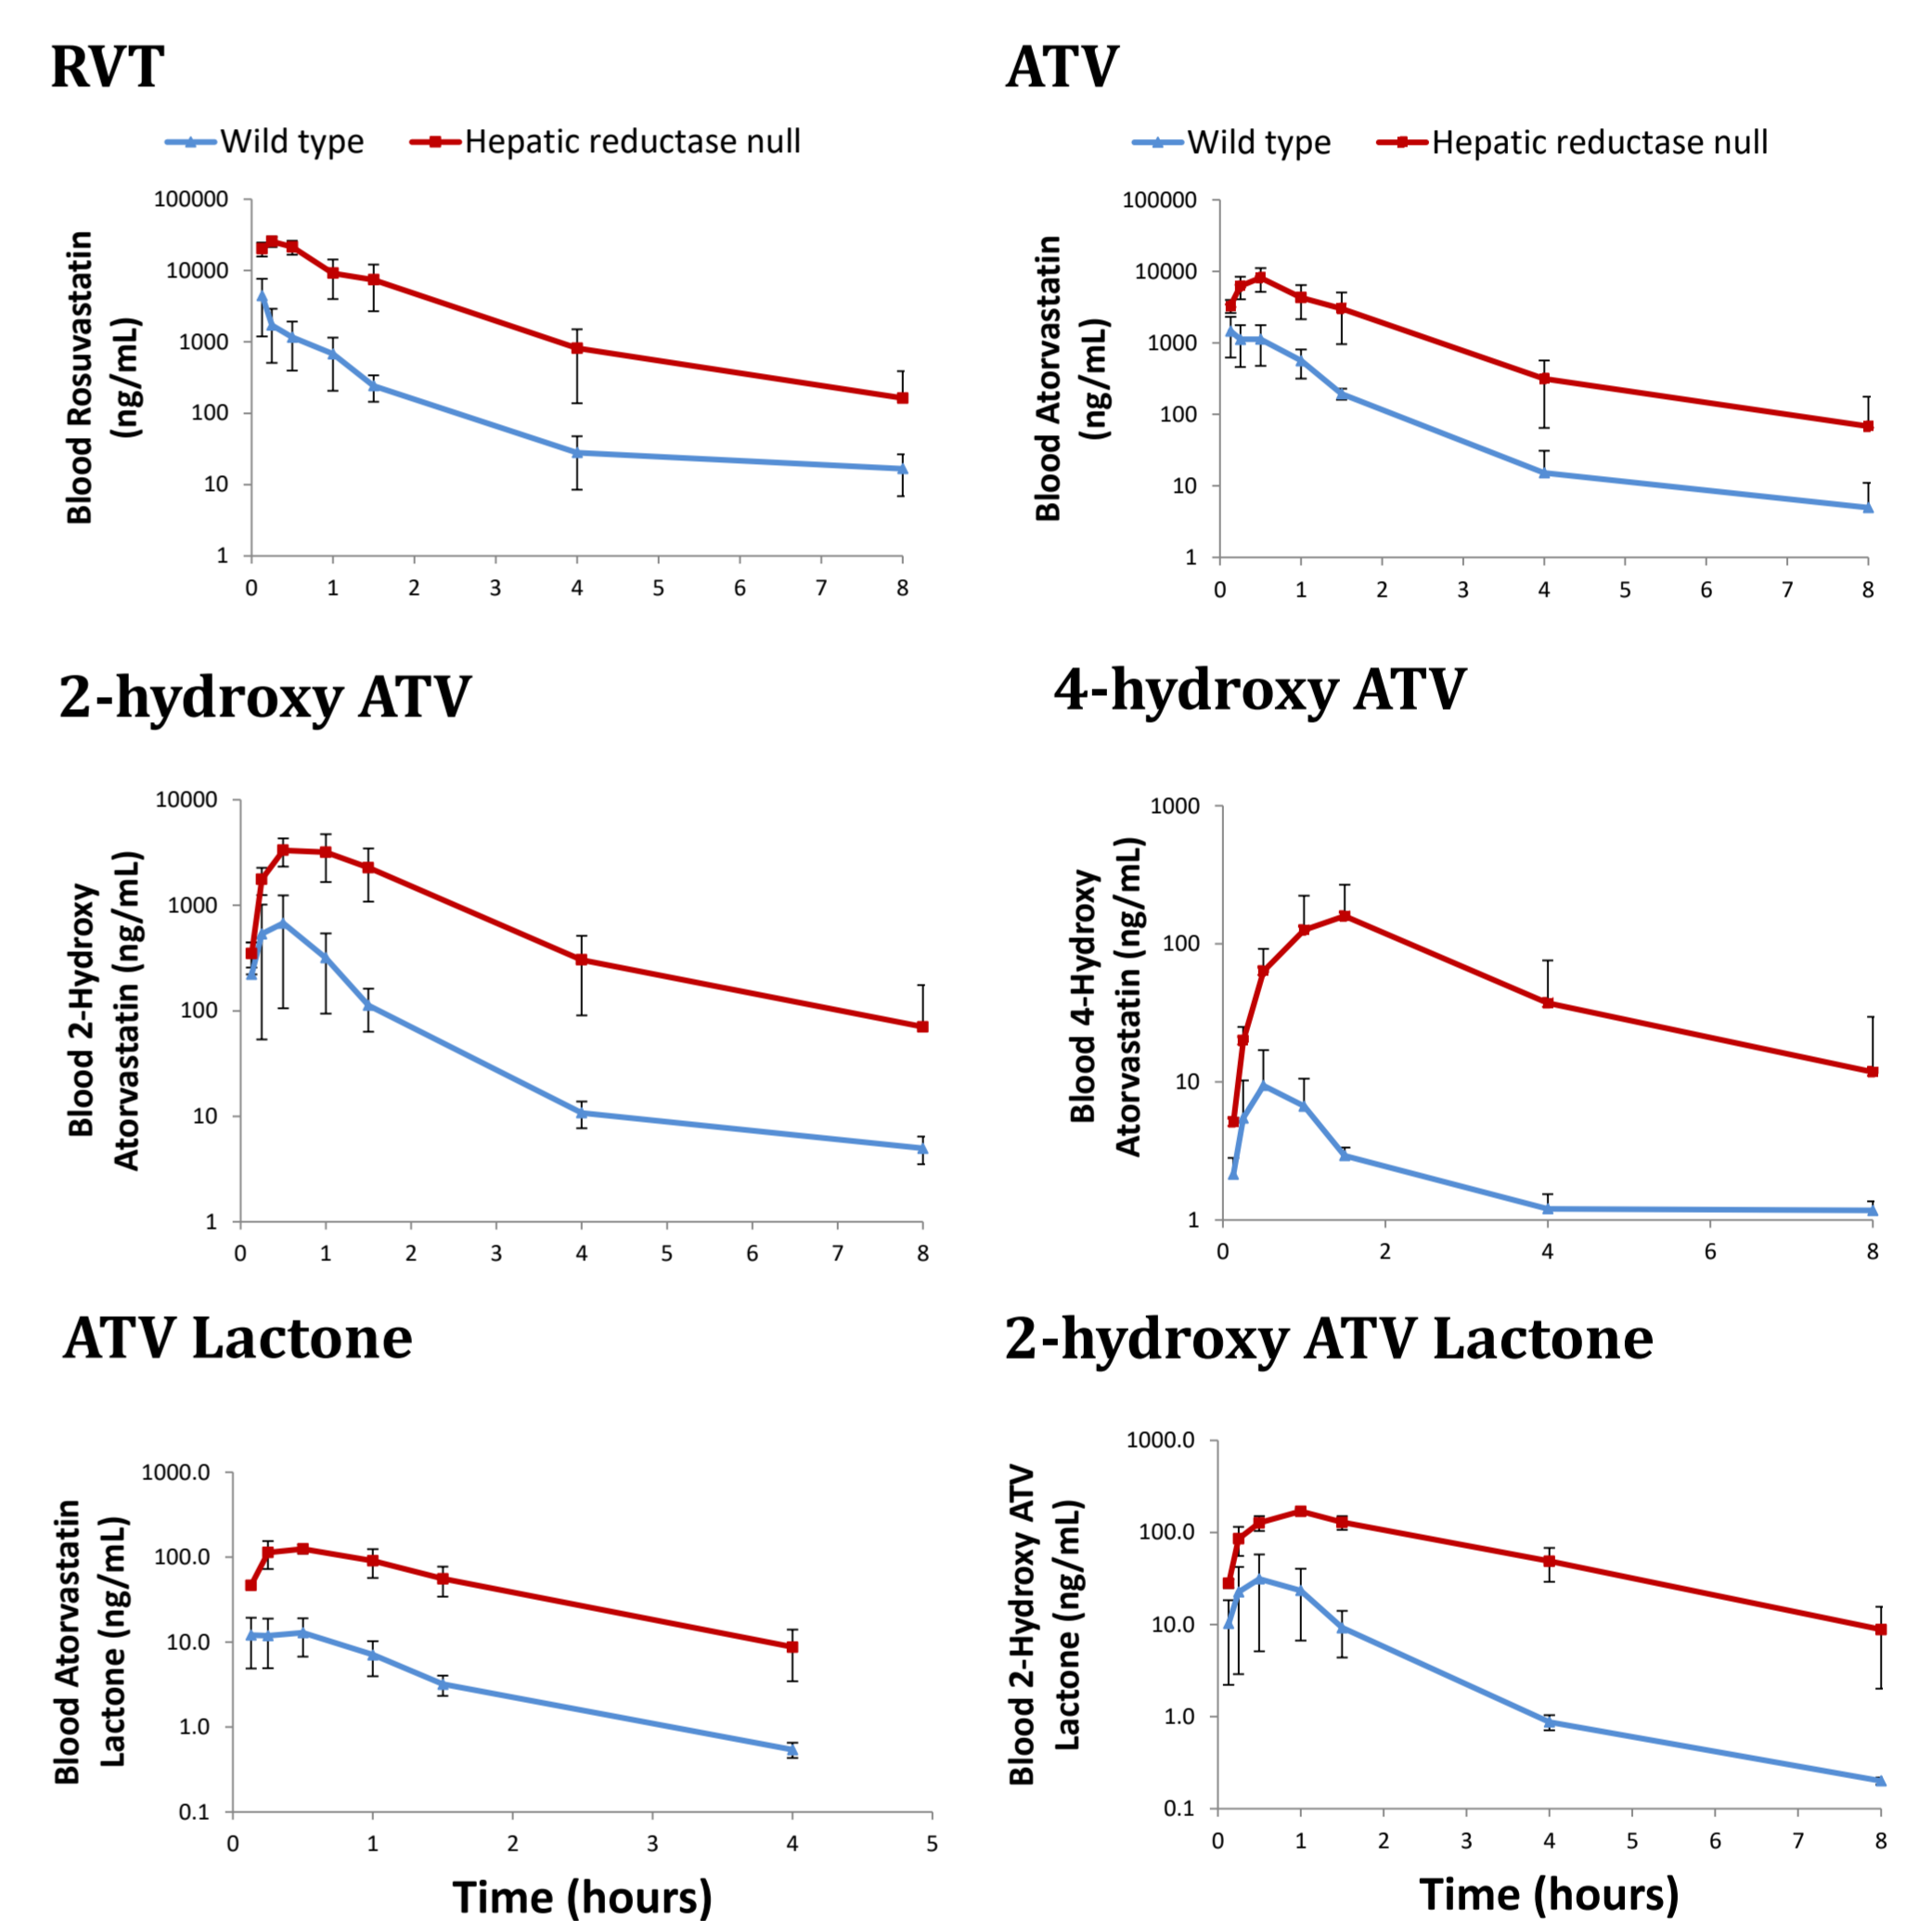 RVT
Wild type
Hepatic reductase null
Blood Rosuvastatin
(ng/mL)
100000
10000
1000
100
10
1
0 1 2 3 4 5 6 7 8
ATV
Wild type
Hepatic reductase null
Blood Atorvastatin
(ng/mL)
100000
10000
1000
100
10
1
0 1 2 3 4 5 6 7 8
2-hydroxy ATV
Blood 2-Hydroxy
Atorvastatin (ng/mL)
10000
1000
100
10
1
0 1 2 3 4 5 6 7 8
4-hydroxy ATV
Blood 4-Hydroxy
Atorvastatin (ng/mL)
1000
100
10
1
0 2 4 6 8
ATV Lactone
Blood Atorvastatin
Lactone (ng/mL)
1000.0
100.0
10.0
1.0
0.1
0 1 2 3 4 5
Time (hours)
2-hydroxy ATV Lactone
Blood 2-Hydroxy ATV
Lactone (ng/mL)
1000.0
100.0
10.0
1.0
0.1
0 1 2 3 4 5 6 7 8
Time (hours)